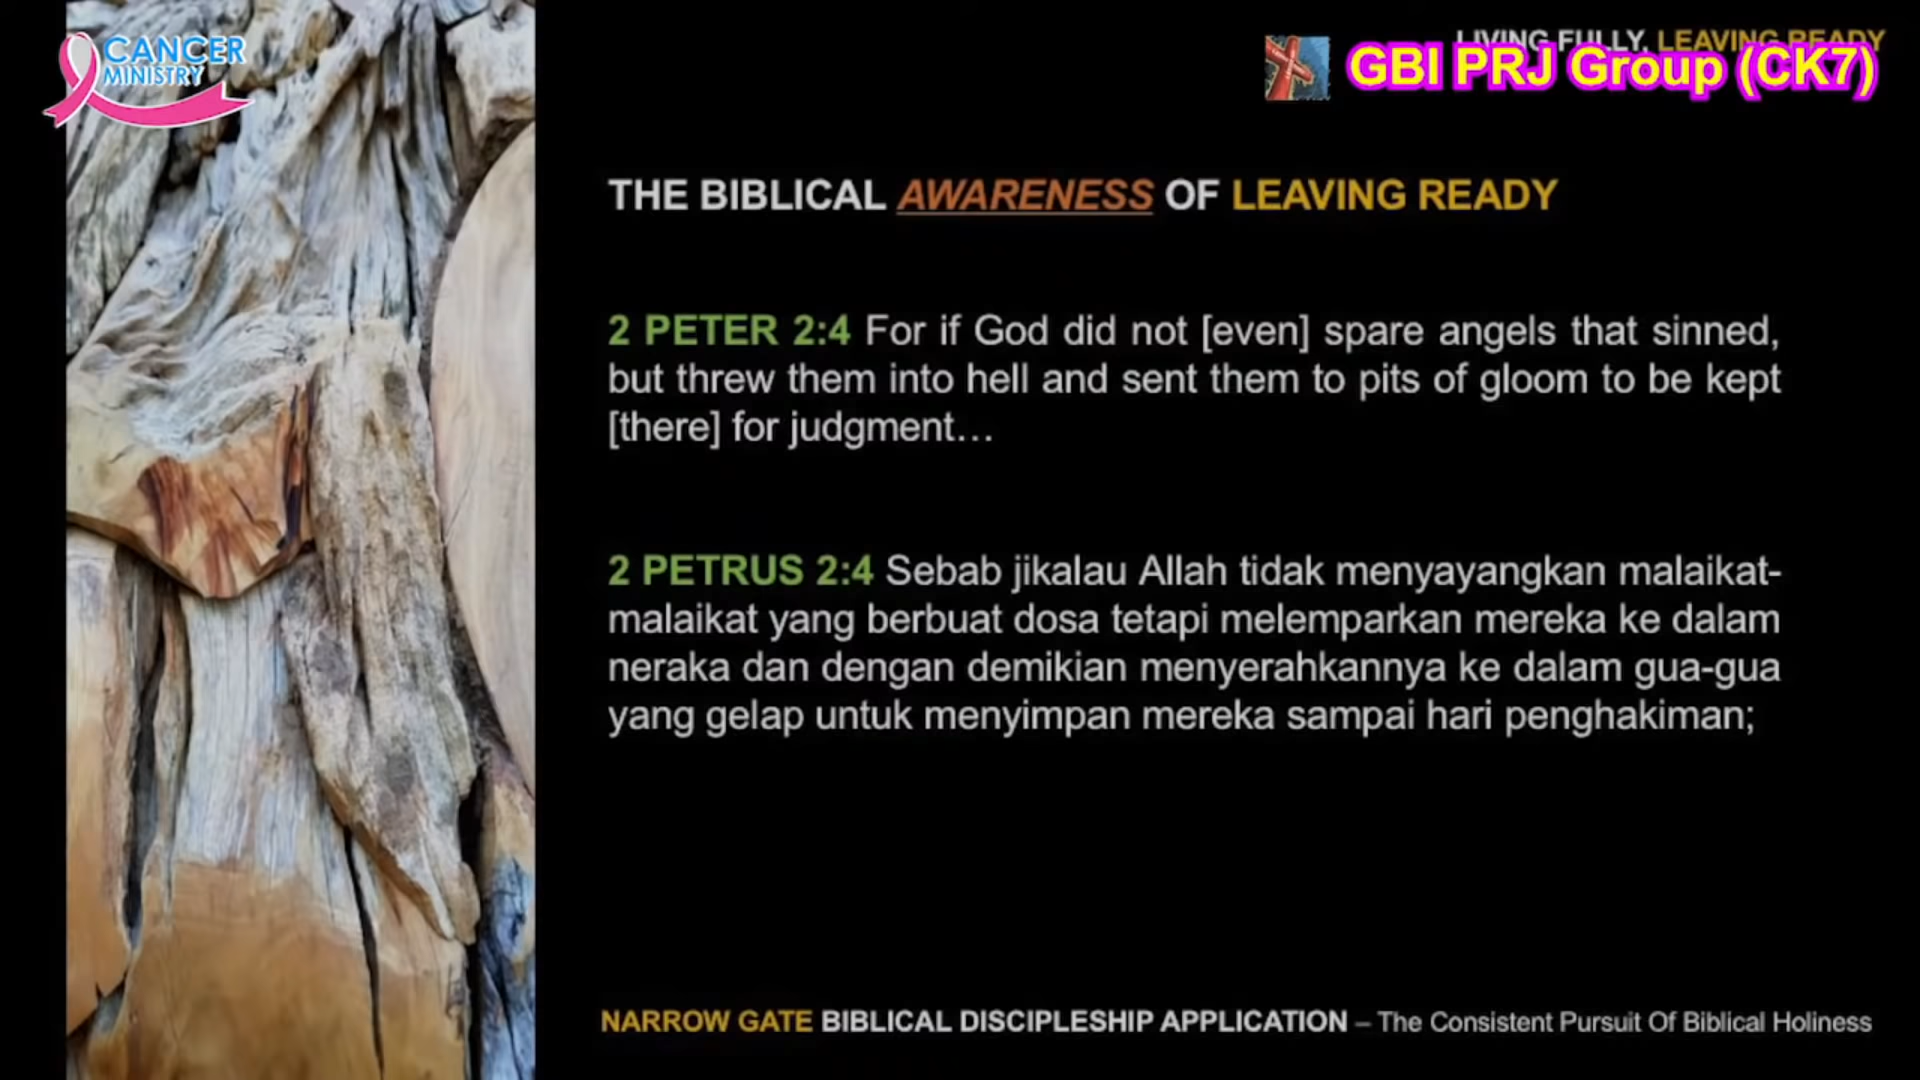 CANCER
MINISTRY
LIVING FULLY, LEAVING READY
GBI PRJ Group (CK7)
THE BIBLICAL AWARENESS OF LEAVING READY
2 PETER 2:4 For if God did not [even] spare angels that sinned,
but threw them into hell and sent them to pits of gloom to be kept
[there] for judgment…
2 PETRUS 2:4 Sebab jikalau Allah tidak menyayangkan malaikat-
malaikat yang berbuat dosa tetapi melemparkan mereka ke dalam
neraka dan dengan demikian menyerahkannya ke dalam gua-gua
yang gelap untuk menyimpan mereka sampai hari penghakiman;
NARROW GATE BIBLICAL DISCIPLESHIP APPLICATION – The Consistent Pursuit Of Biblical Holiness